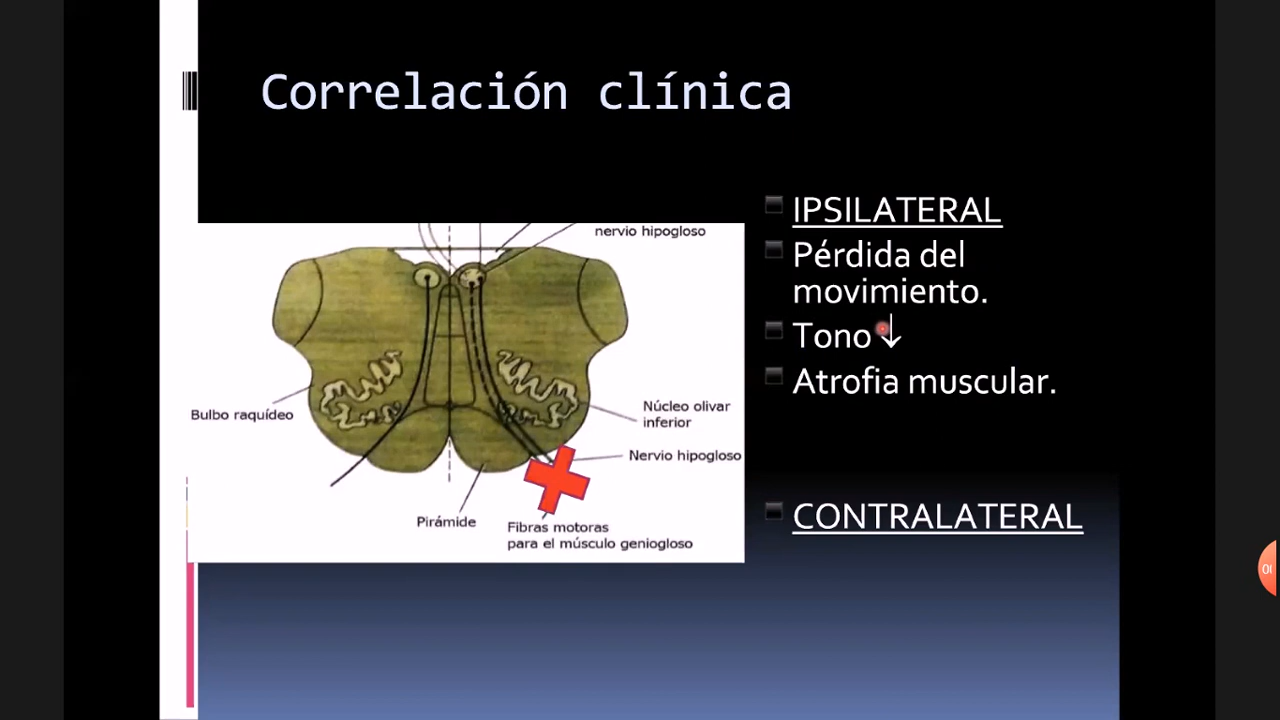 Correlación clínica
nervio hipogloso
Bulbo raquídeo
Núcleo olivar
inferior
Nervio hipogloso
Pirámide
Fibras motoras
para el músculo geniogloso
IPSILATERAL
Pérdida del
movimiento.
Tono ↓
Atrofia muscular.
CONTRALATERAL